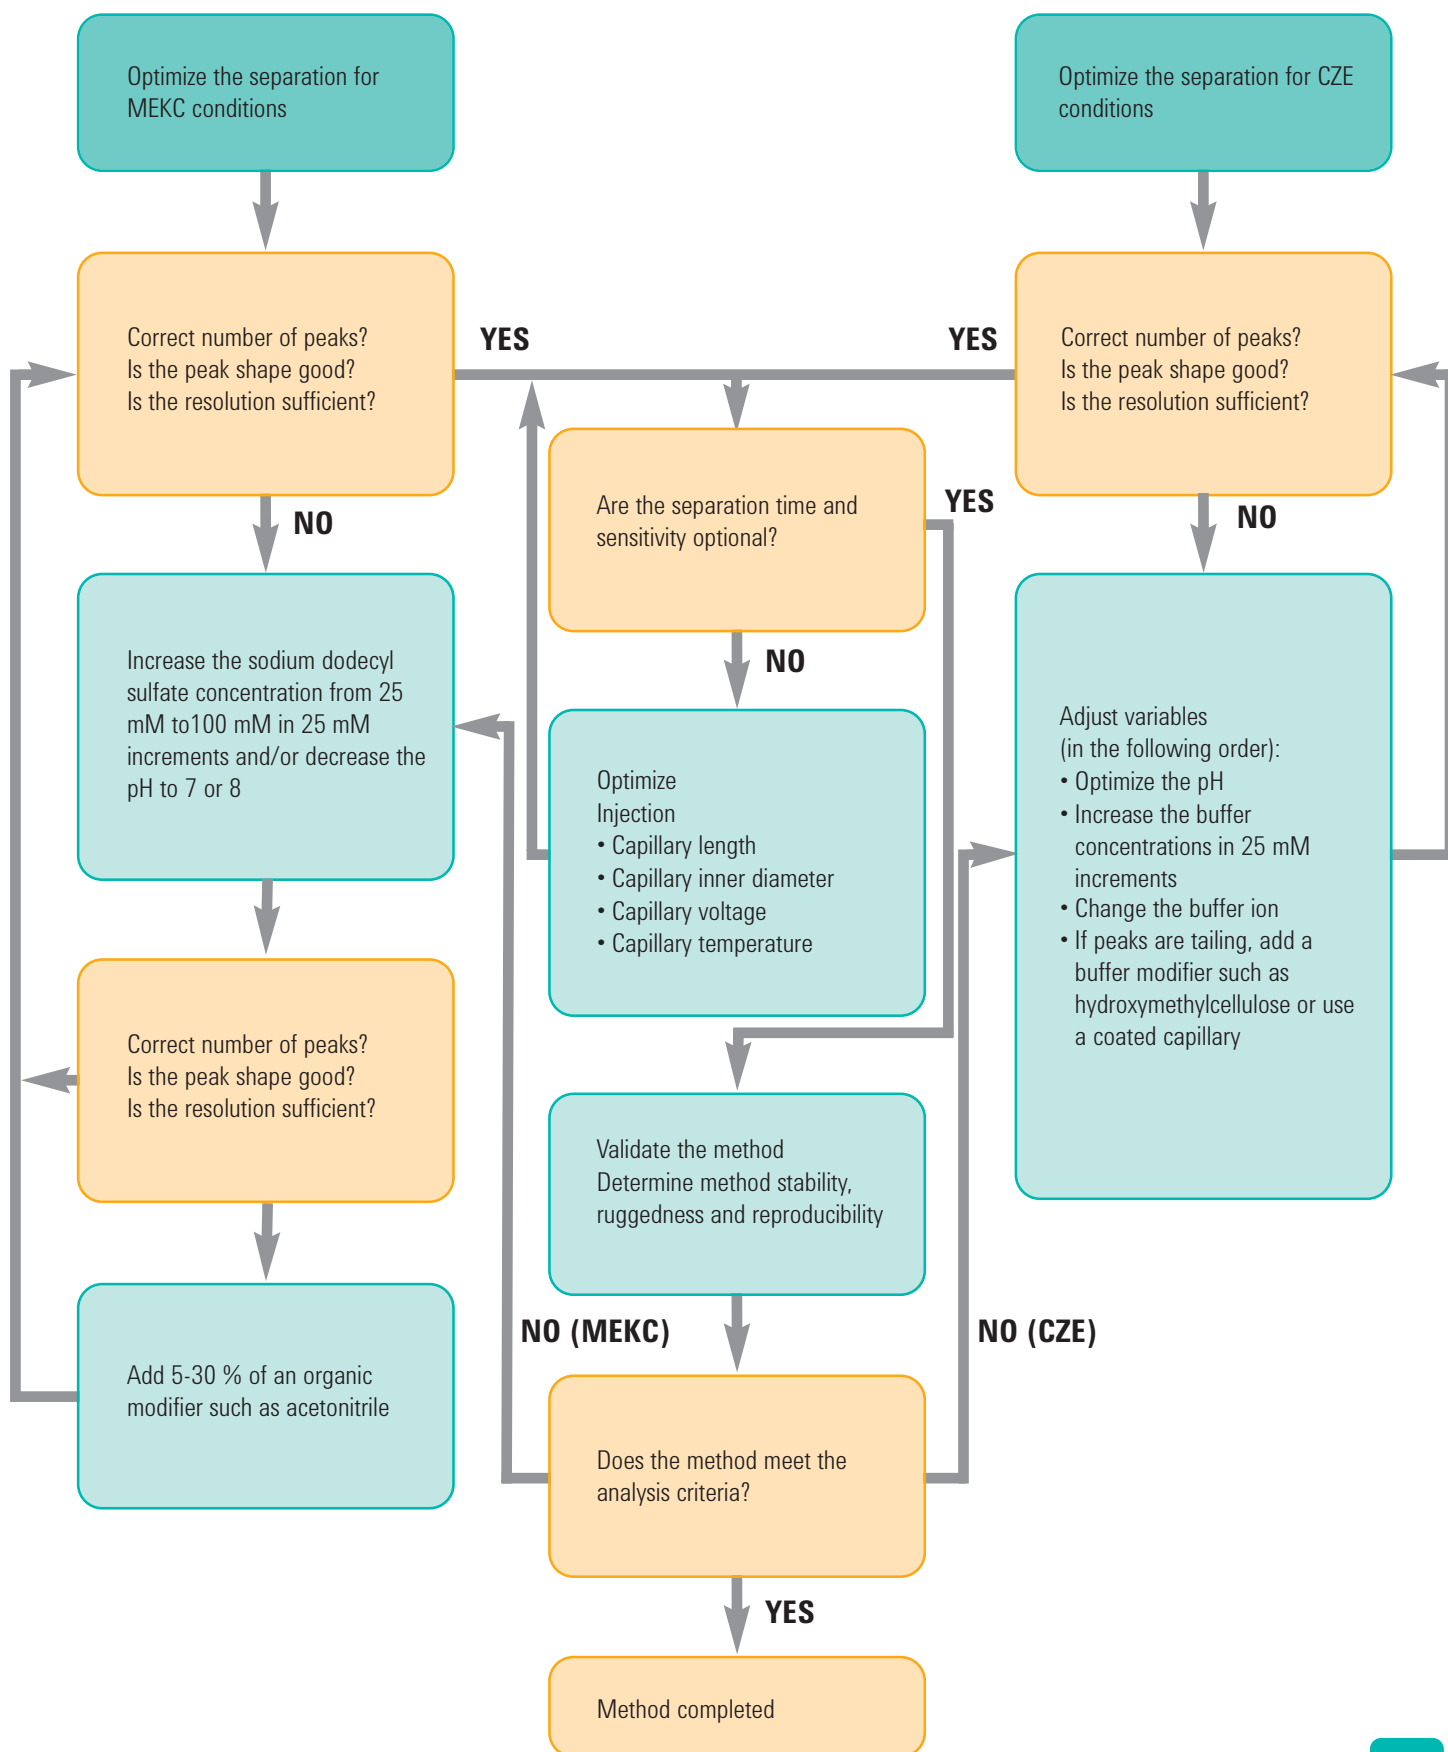 Optimize the separation for
MEKC conditions
Optimize the separation for CZE
conditions
Correct number of peaks?
Is the peak shape good?
Is the resolution sufficient?
YES
YES
Correct number of peaks?
Is the peak shape good?
Is the resolution sufficient?
NO
Are the separation time and
sensitivity optional?
YES
NO
NO
Increase the sodium dodecyl
sulfate concentration from 25
mM to100 mM in 25 mM
increments and/or decrease the
pH to 7 or 8
Optimize
Injection
• Capillary length
• Capillary inner diameter
• Capillary voltage
• Capillary temperature
Adjust variables
(in the following order):
• Optimize the pH
• Increase the buffer
concentrations in 25 mM
increments
• Change the buffer ion
• If peaks are tailing, add a
buffer modifier such as
hydroxymethylcellulose or use
a coated capillary
Correct number of peaks?
Is the peak shape good?
Is the resolution sufficient?
Validate the method
Determine method stability,
ruggedness and reproducibility
NO (MEKC)
NO (CZE)
Add 5-30 % of an organic
modifier such as acetonitrile
Does the method meet the
analysis criteria?
YES
Method completed